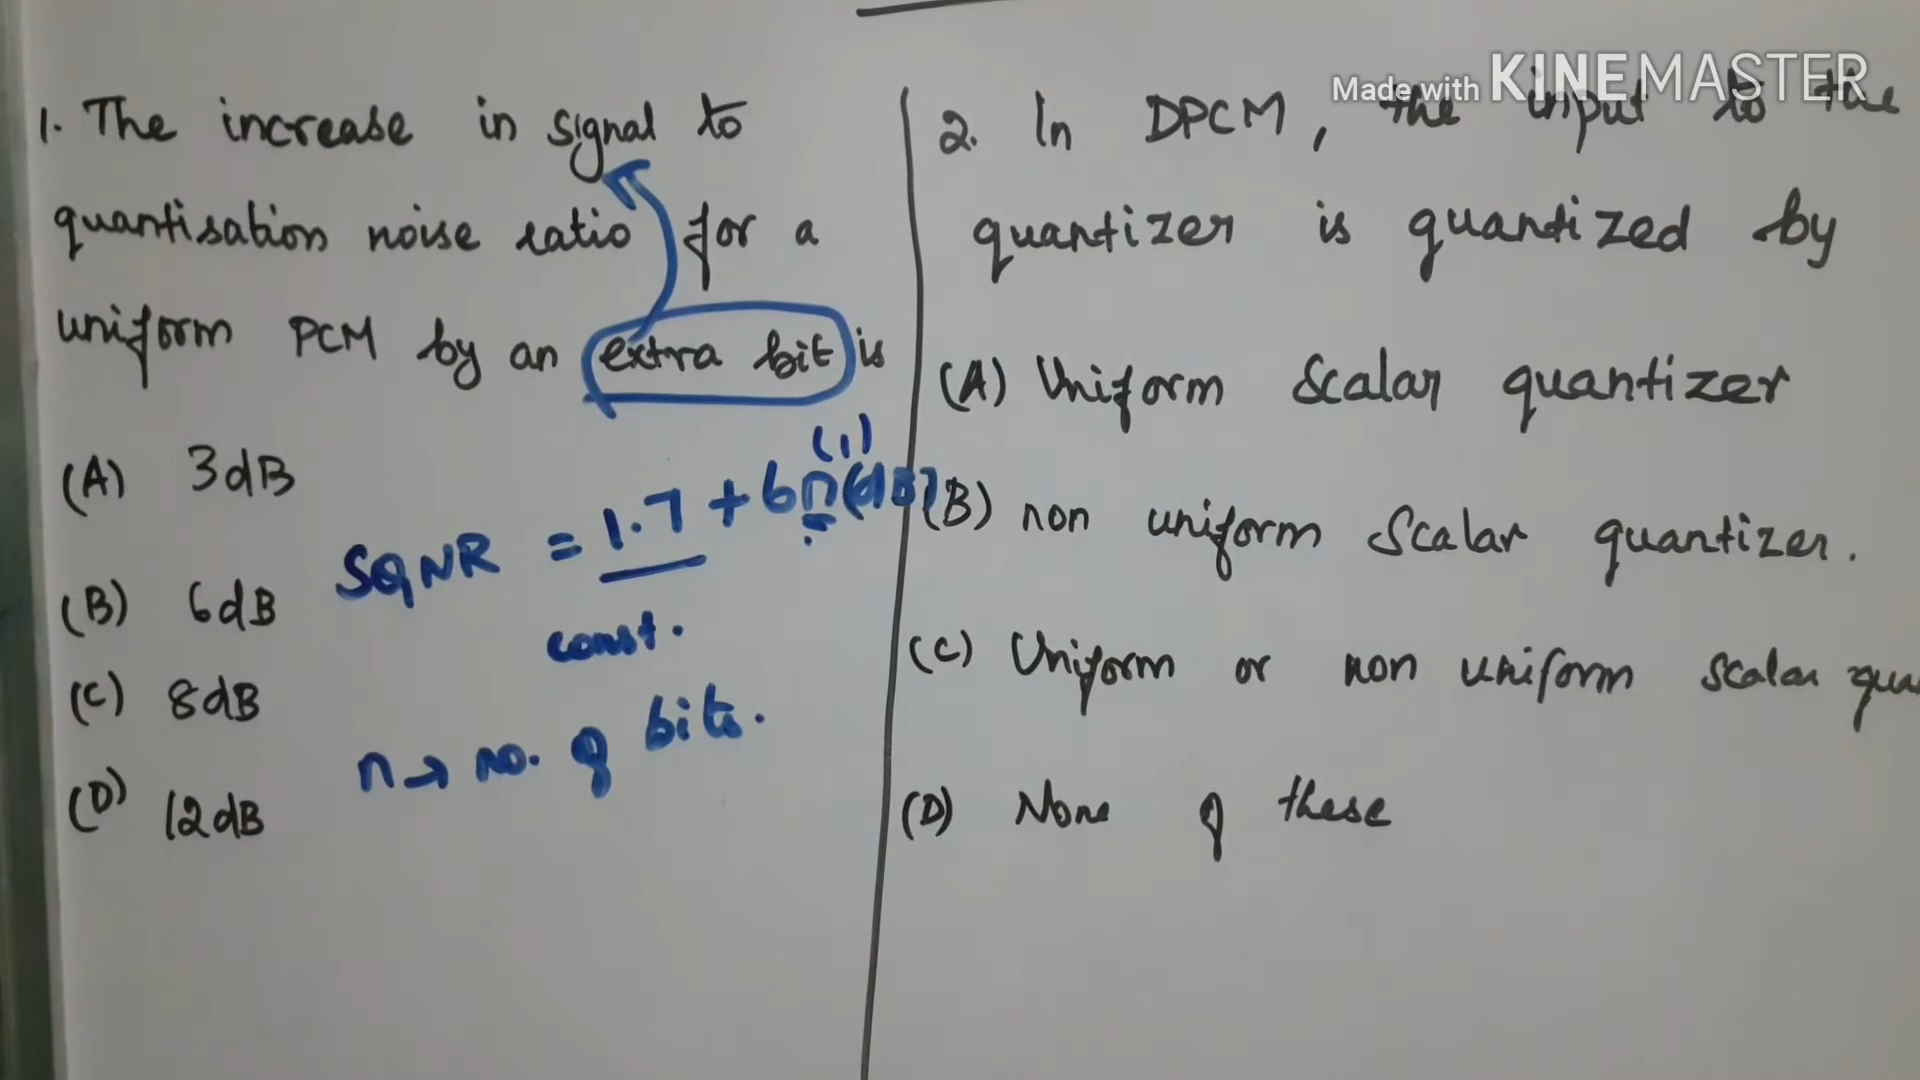 Made with KINEMASTER
1. The increase in signal to
quantisation noise ratio for a
uniform PCM by an extra bit is
(A) 3dB
(B) 6dB
(C) 8dB
(D) 12dB
(1)
SQNR = 1.7 + 6n(dB)
const.
n → no. of bits.
2. In DPCM, the input to the
quantizer is quantized by
(A) Uniform Scalar quantizer
(B) non uniform Scalar quantizer.
(C) Uniform or non uniform scalar qua
(D) None of these